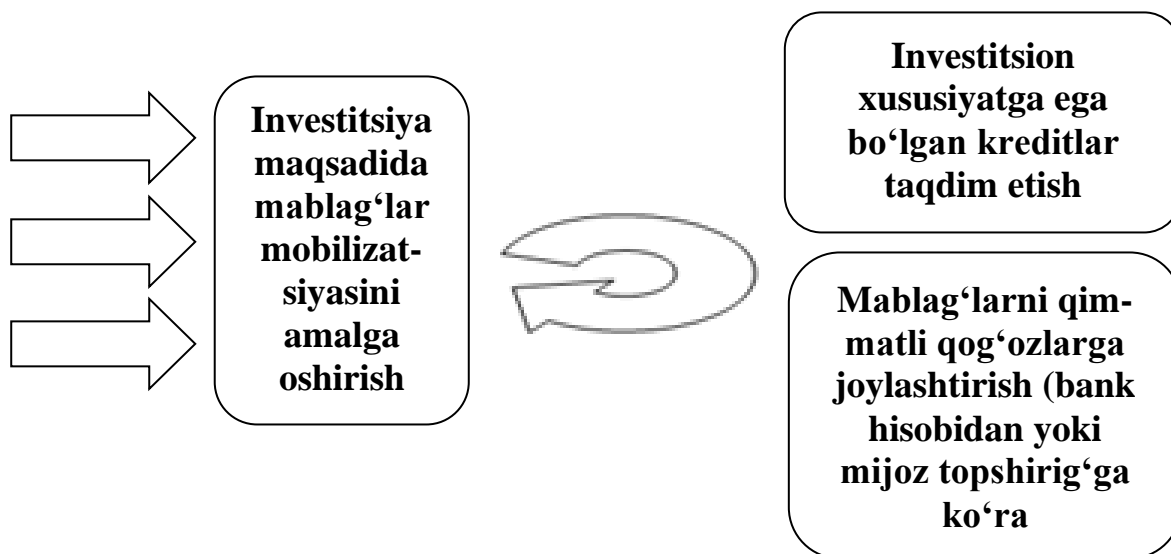 Investitsiya
maqsadida
mablag‘lar
mobilizat-
siyasini
amalga
oshirish
Investitsion
xususiyatga ega
bo‘lgan kreditlar
taqdim etish
Mablag‘larni qim-
matli qog‘ozlarga
joylashtirish (bank
hisobidan yoki
mijoz topshirig‘ga
ko‘ra